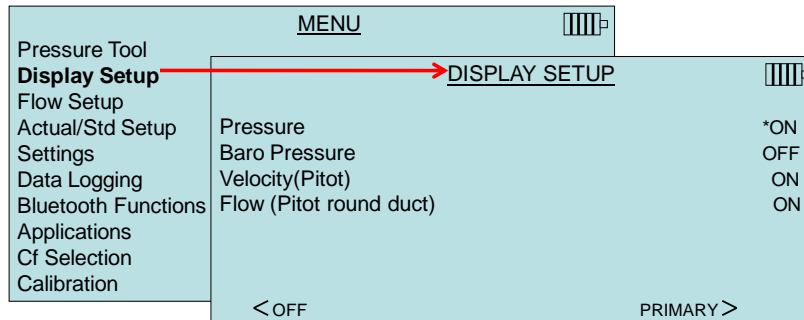 MENU
Pressure Tool
Display Setup
Flow Setup
Actual/Std Setup
Settings
Data Logging
Bluetooth Functions
Applications
Cf Selection
Calibration
DISPLAY SETUP
Pressure *ON
Baro Pressure OFF
Velocity(Pitot) ON
Flow (Pitot round duct) ON
<OFF PRIMARY>